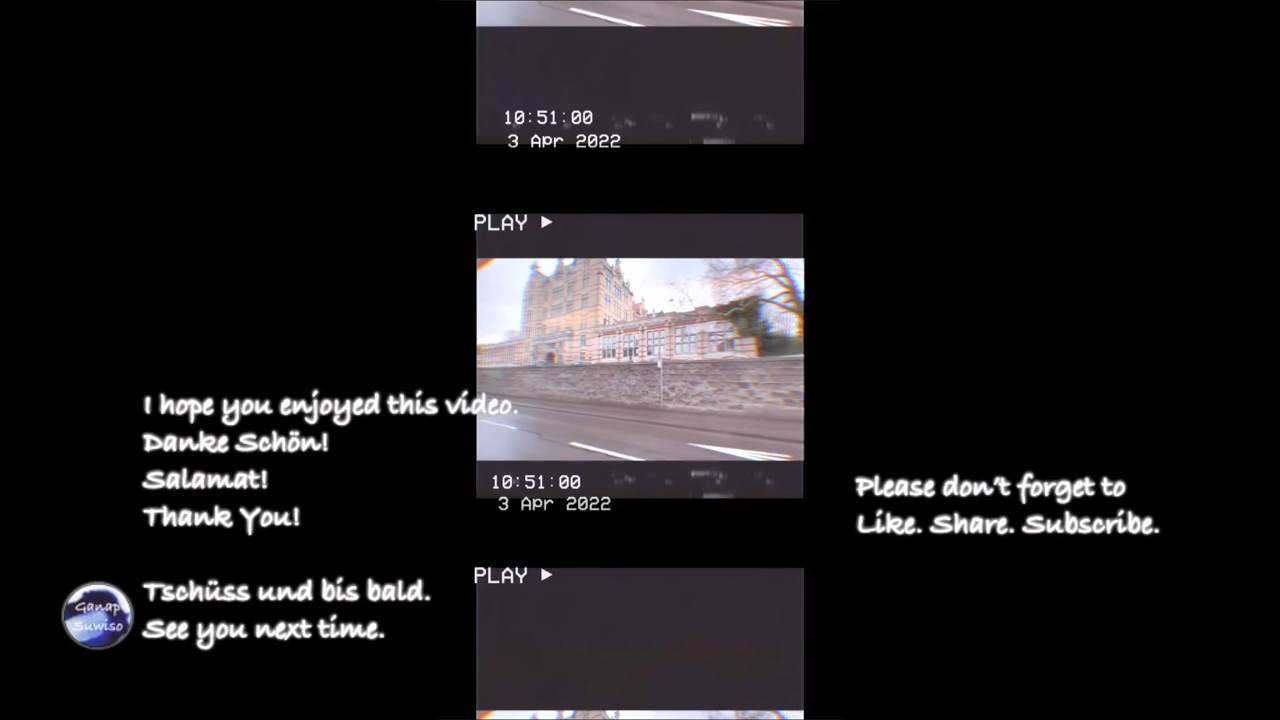 10:51:00
3 Apr 2022
PLAY
10:51:00
3 Apr 2022
I hope you enjoyed this video.
Danke Schön!
Salamat!
Thank You!
Please don't forget to
Like. Share. Subscribe.
PLAY
Tschüss und bis bald.
See you next time.
Ganap
Suwiso